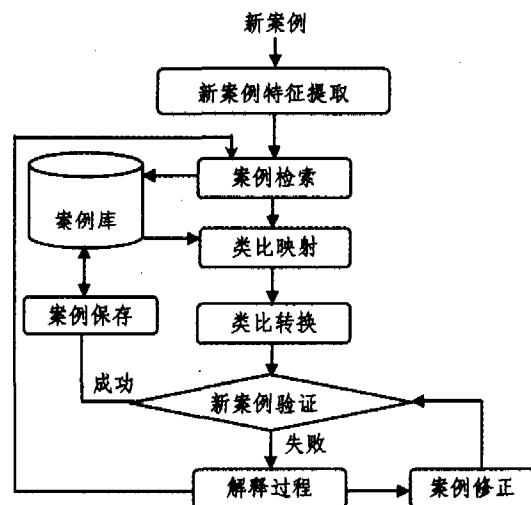 新案例
新案例特征提取
案例检索
案例库
类比映射
案例保存
类比转换
成功
新案例验证
失败
解释过程
案例修正